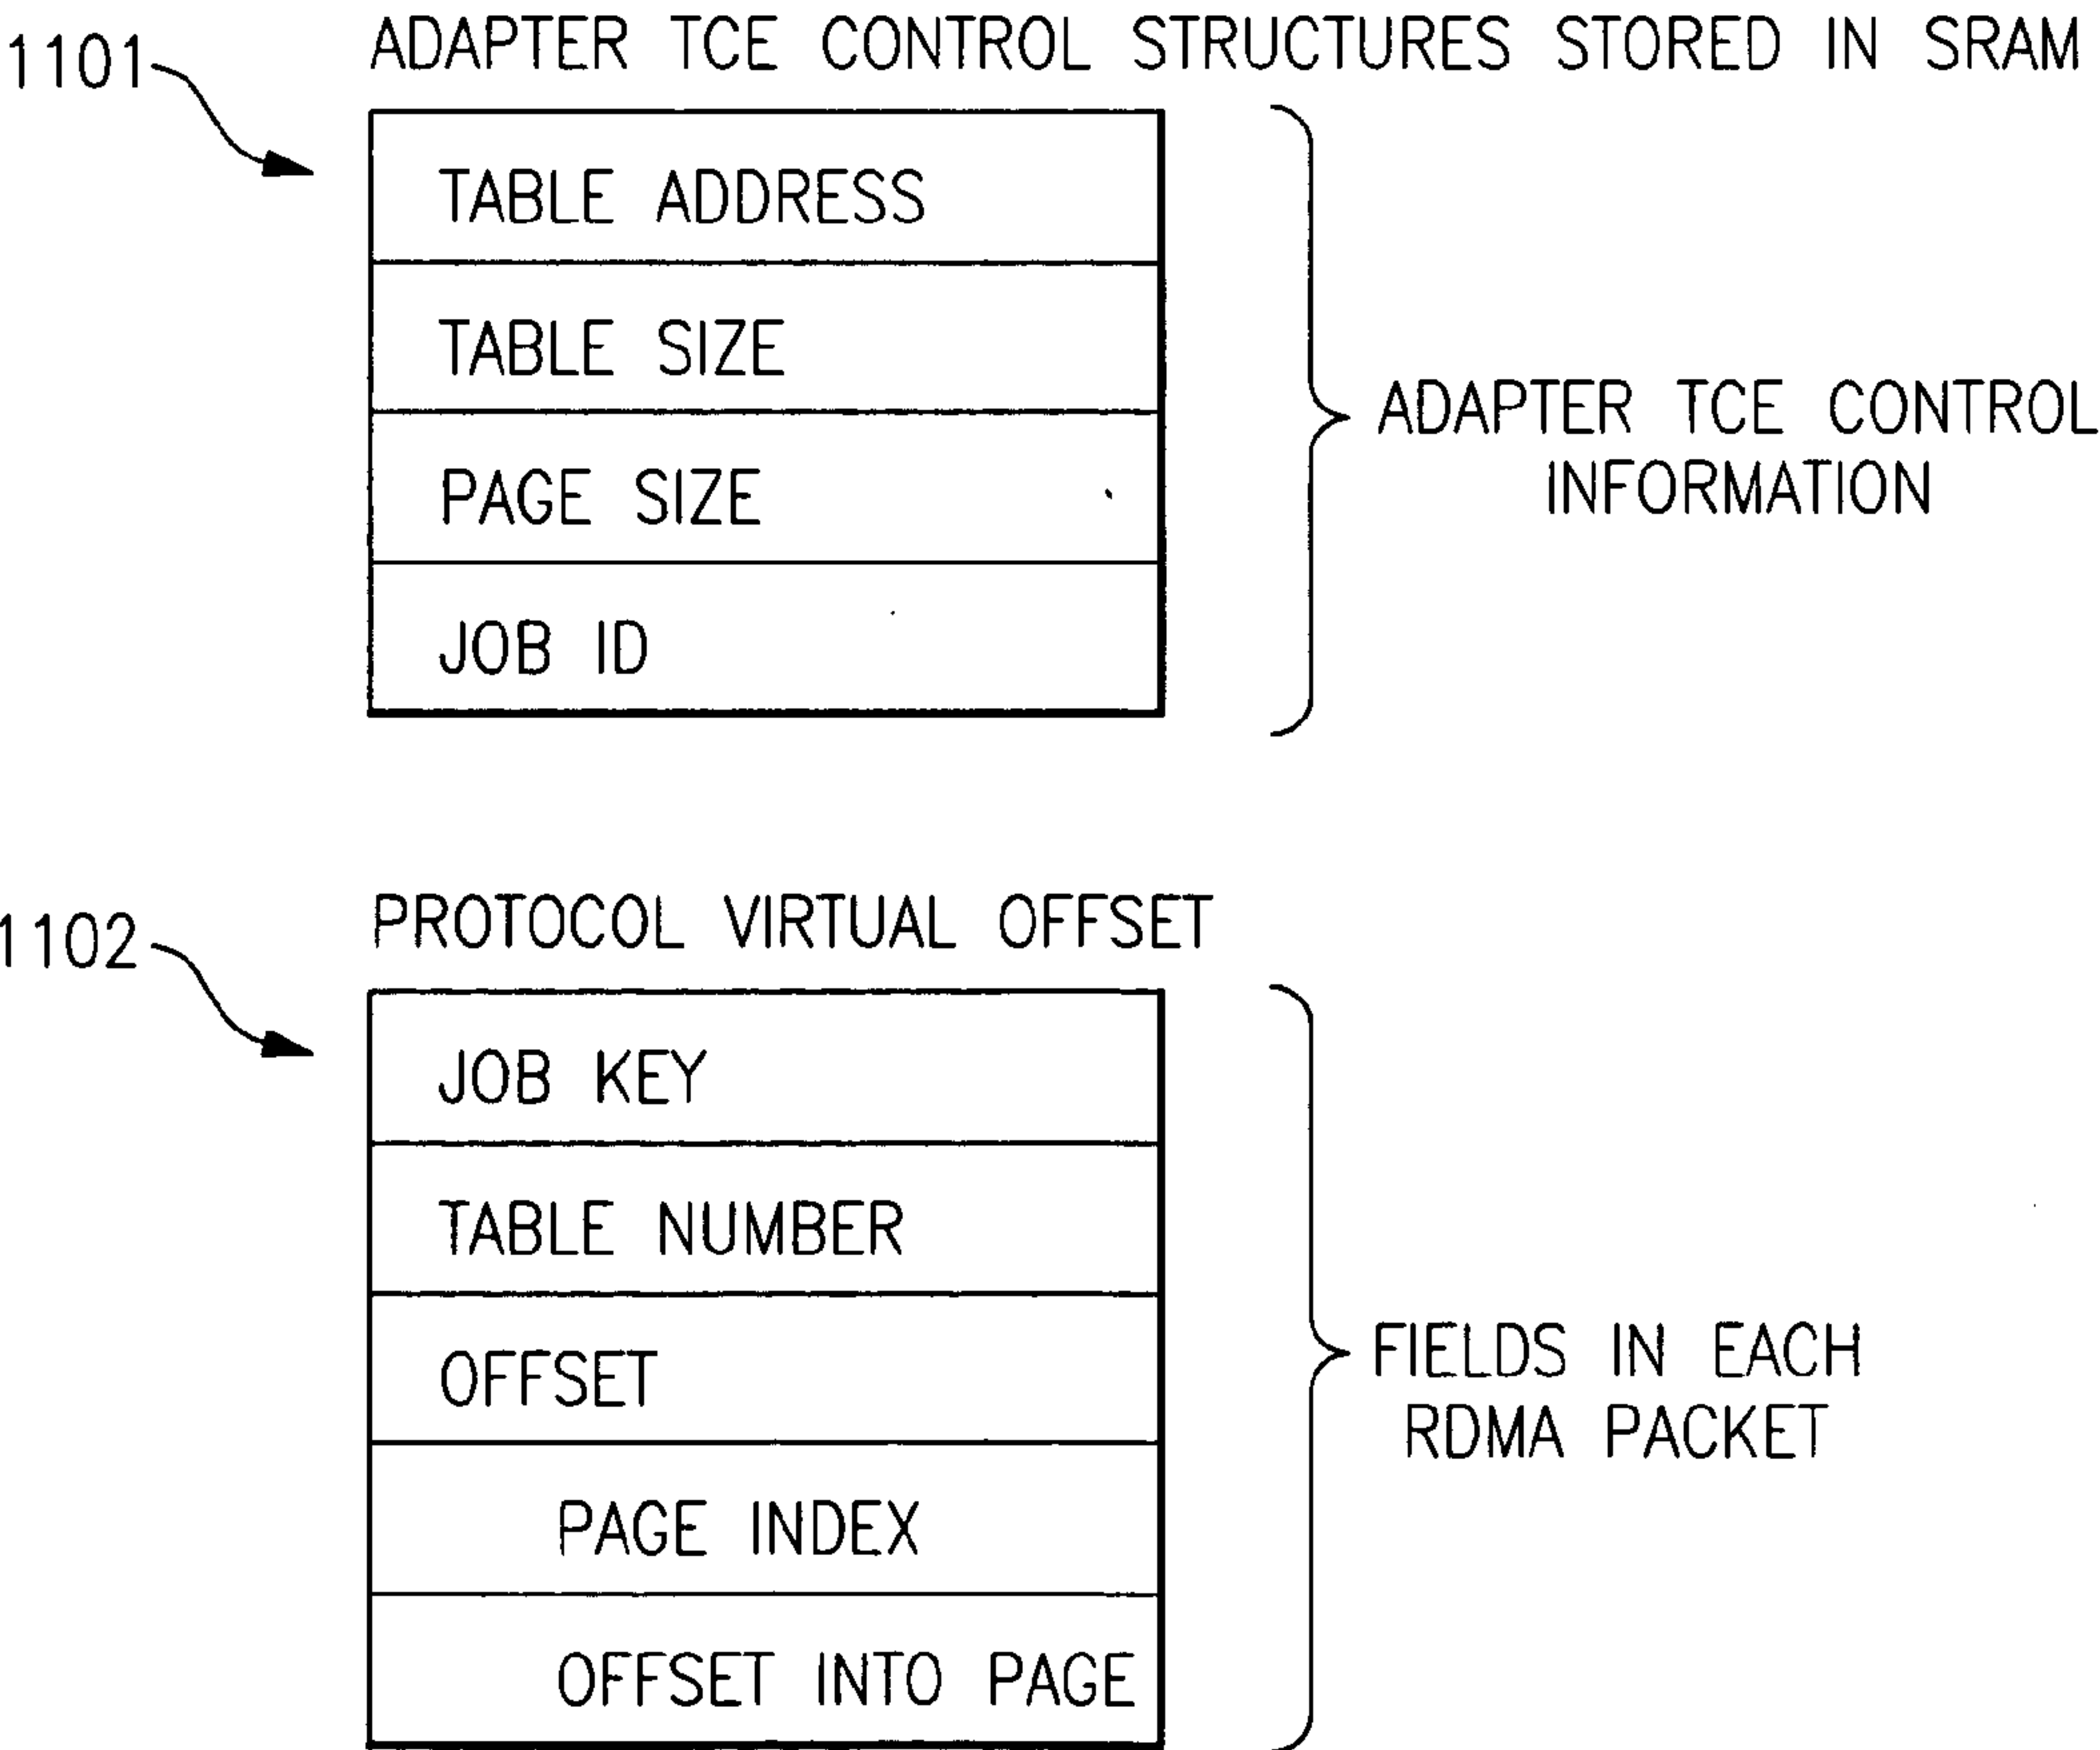 1101
ADAPTER TCE CONTROL STRUCTURES STORED IN SRAM
TABLE ADDRESS
TABLE SIZE
PAGE SIZE
JOB ID
ADAPTER TCE CONTROL
INFORMATION
1102
PROTOCOL VIRTUAL OFFSET
JOB KEY
TABLE NUMBER
OFFSET
PAGE INDEX
OFFSET INTO PAGE
FIELDS IN EACH
RDMA PACKET